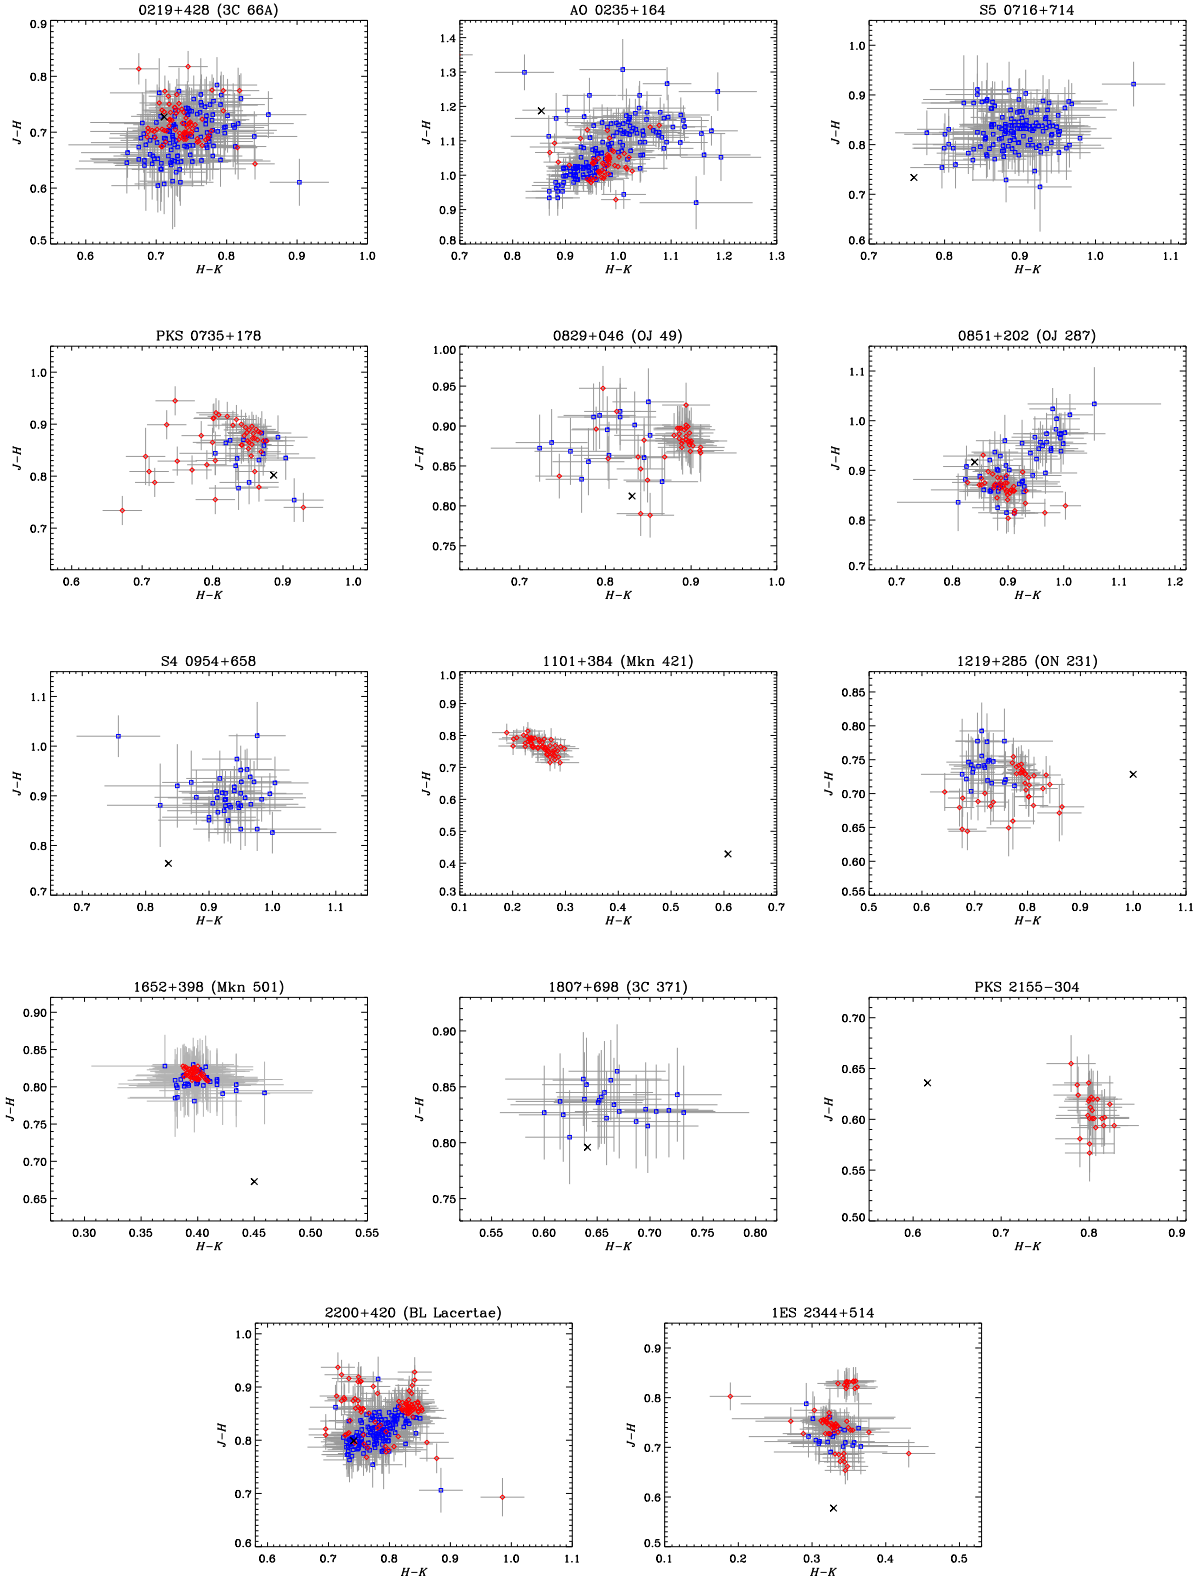 0219+428 (3C 66A)
J-H
0.9
0.8
0.7
0.6
0.5
0.6 0.7 0.8 0.9 1.0
H-K
AO 0235+164
J-H
1.4
1.3
1.2
1.1
1.0
0.9
0.8
0.7 0.8 0.9 1.0 1.1 1.2 1.3
H-K
S5 0716+714
J-H
1.0
0.9
0.8
0.7
0.6
0.7 0.8 0.9 1.0 1.1
H-K
PKS 0735+178
J-H
1.0
0.9
0.8
0.7
0.6 0.7 0.8 0.9 1.0
H-K
0829+046 (OJ 49)
J-H
1.00
0.95
0.90
0.85
0.80
0.75
0.7 0.8 0.9 1.0
H-K
0851+202 (OJ 287)
J-H
1.1
1.0
0.9
0.8
0.7
0.7 0.8 0.9 1.0 1.1 1.2
H-K
S4 0954+658
J-H
1.1
1.0
0.9
0.8
0.7
0.7 0.8 0.9 1.0 1.1
H-K
1101+384 (Mkn 421)
J-H
1.0
0.9
0.8
0.7
0.6
0.5
0.4
0.3
0.1 0.2 0.3 0.4 0.5 0.6 0.7
H-K
1219+285 (ON 231)
J-H
0.85
0.80
0.75
0.70
0.65
0.60
0.55
0.5 0.6 0.7 0.8 0.9 1.0 1.1
H-K
1652+398 (Mkn 501)
J-H
0.90
0.85
0.80
0.75
0.70
0.65
0.30 0.35 0.40 0.45 0.50 0.55
H-K
1807+698 (3C 371)
J-H
0.90
0.85
0.80
0.75
0.55 0.60 0.65 0.70 0.75 0.80
H-K
PKS 2155-304
J-H
0.70
0.65
0.60
0.55
0.50
0.6 0.7 0.8 0.9
H-K
2200+420 (BL Lacertae)
J-H
1.0
0.9
0.8
0.7
0.6
0.6 0.7 0.8 0.9 1.0 1.1
H-K
1ES 2344+514
J-H
0.9
0.8
0.7
0.6
0.5
0.1 0.2 0.3 0.4 0.5
H-K